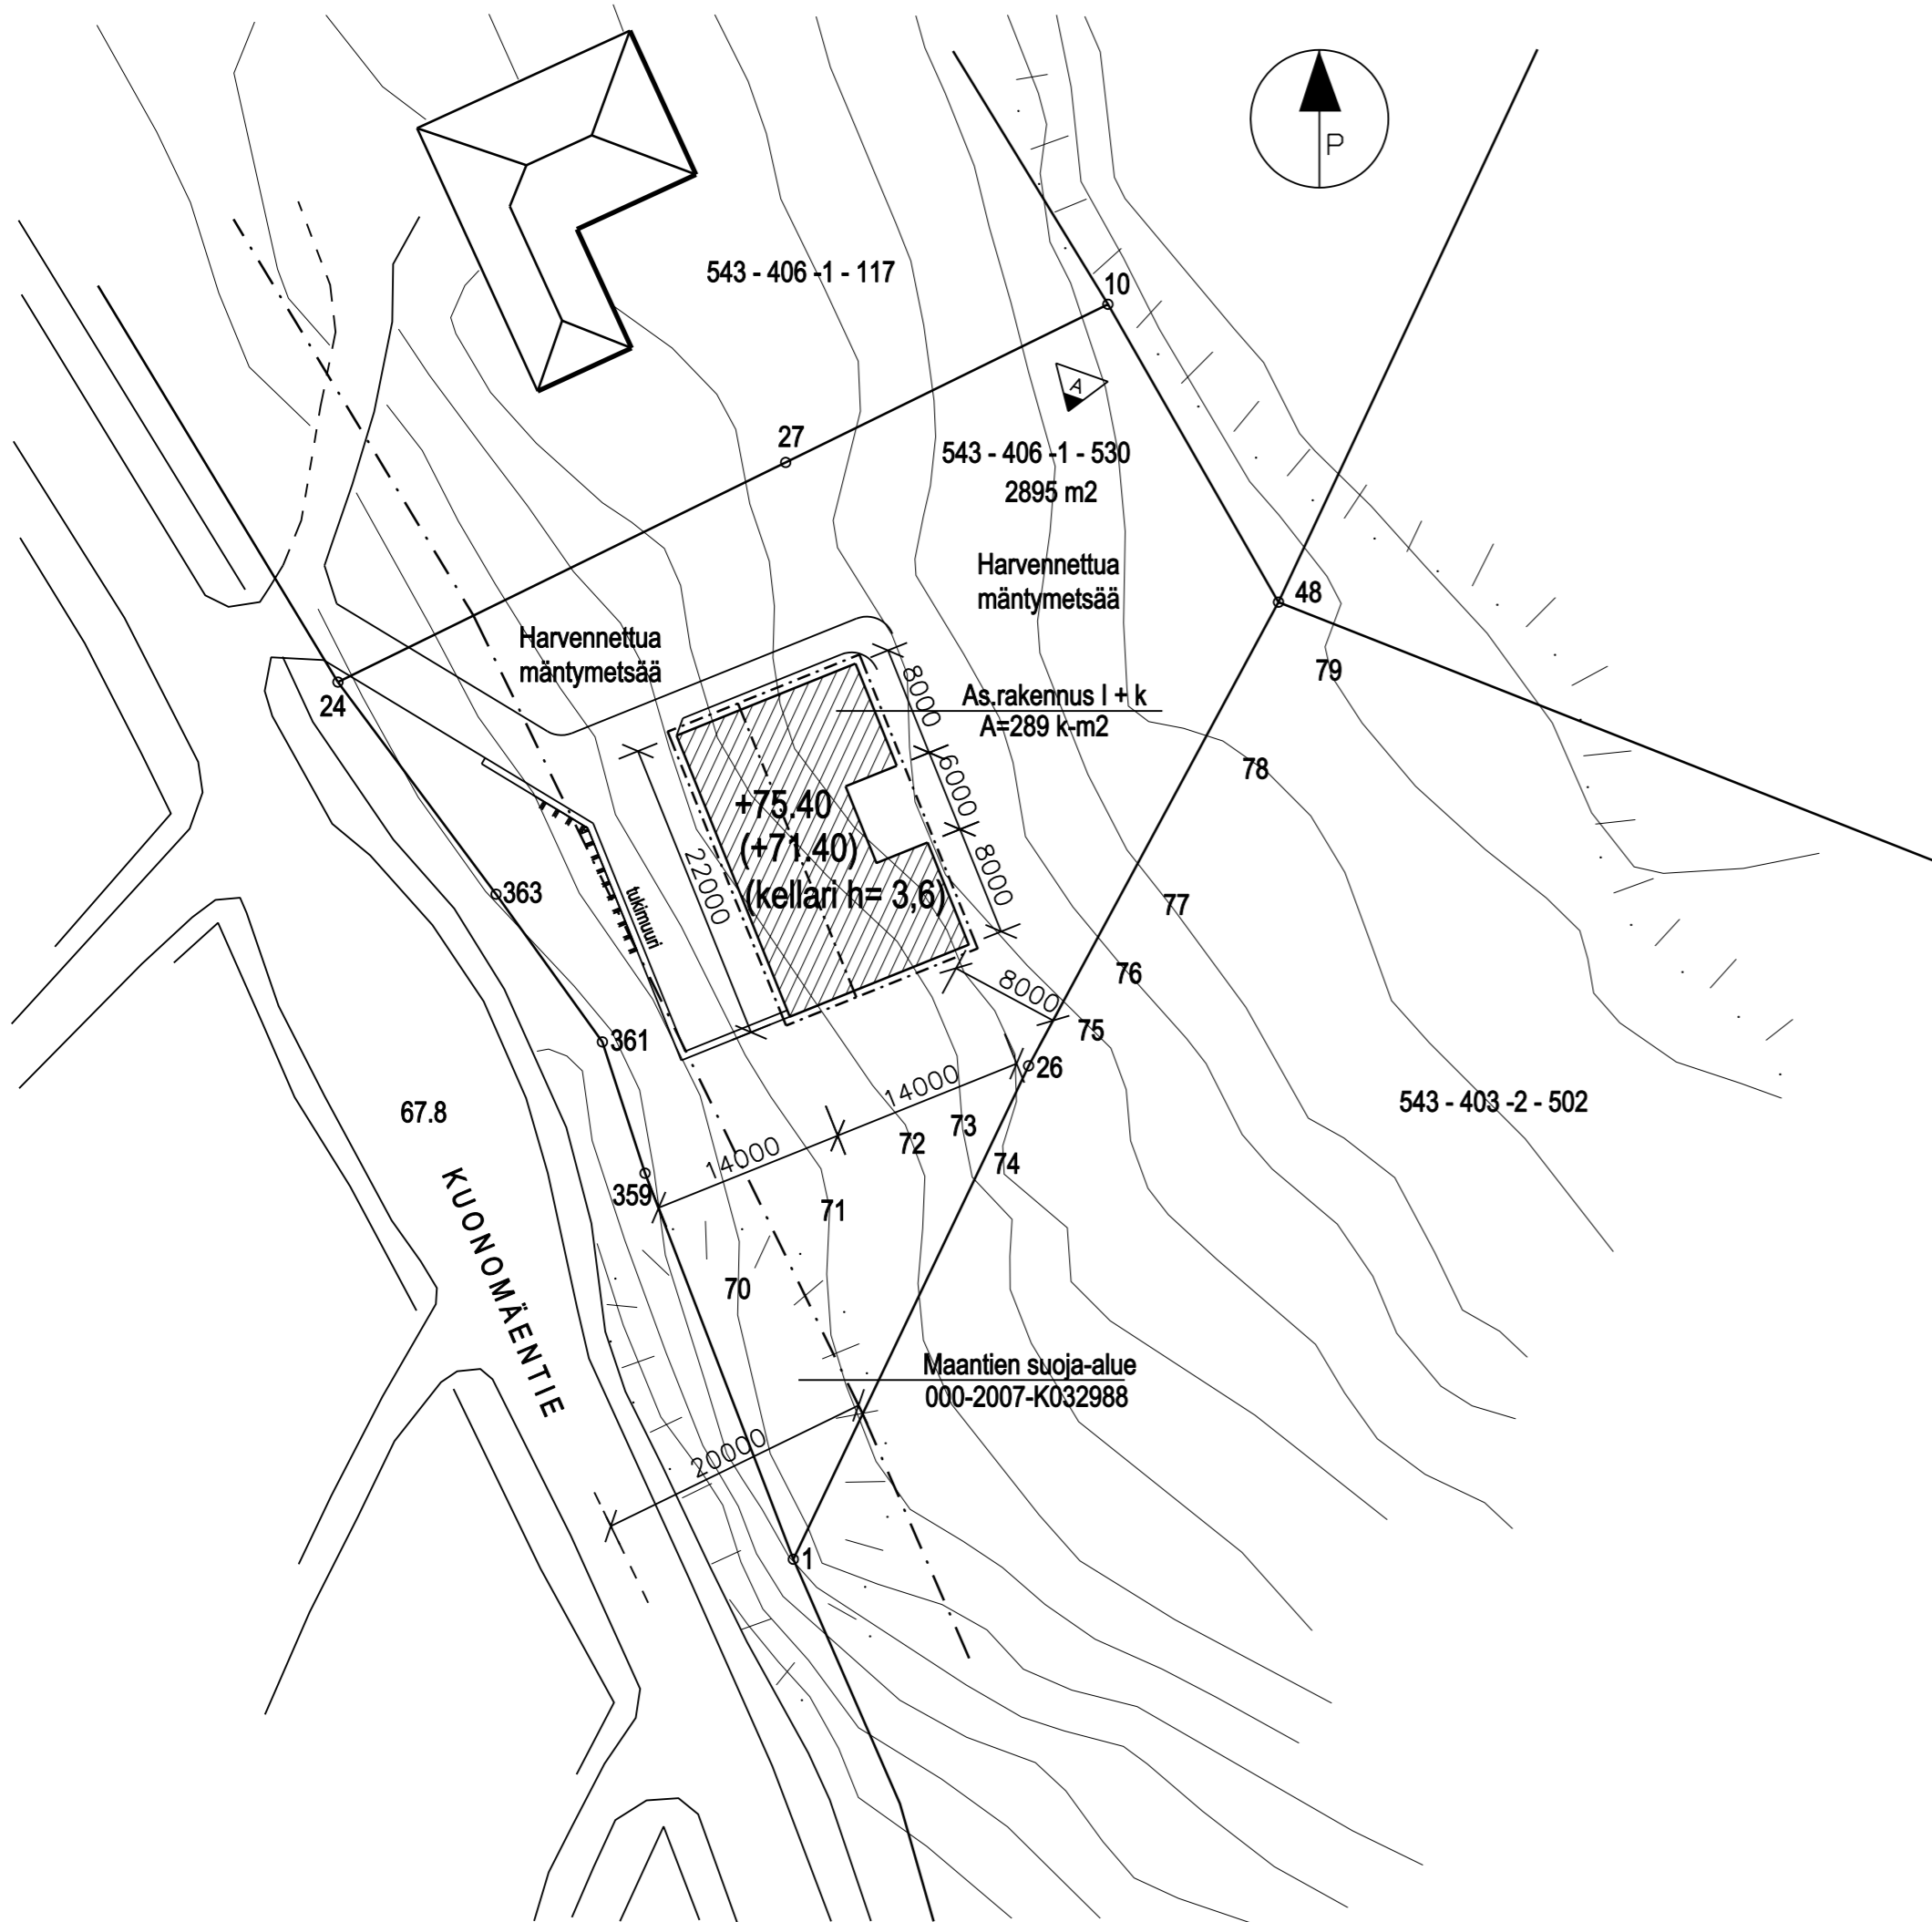 P
543 - 406 -1 - 117
10
A
27
543 - 406 -1 - 530
2895 m2
Harvennettua
mäntymetsää
48
Harvennettua
mäntymetsää
24
79
8000
As.rakennus I + k
A=289 k-m2
78
6000
+75.40
(+71.40)
(kellari h= 3,6)
22000
8000
363
tukimuuri
77
76
8000
75
361
26
14000
543 - 403 -2 - 502
67.8
73
72
74
14000
359
71
KUONOMÄENTIE
70
Maantien suoja-alue
000-2007-K032988
20000
1